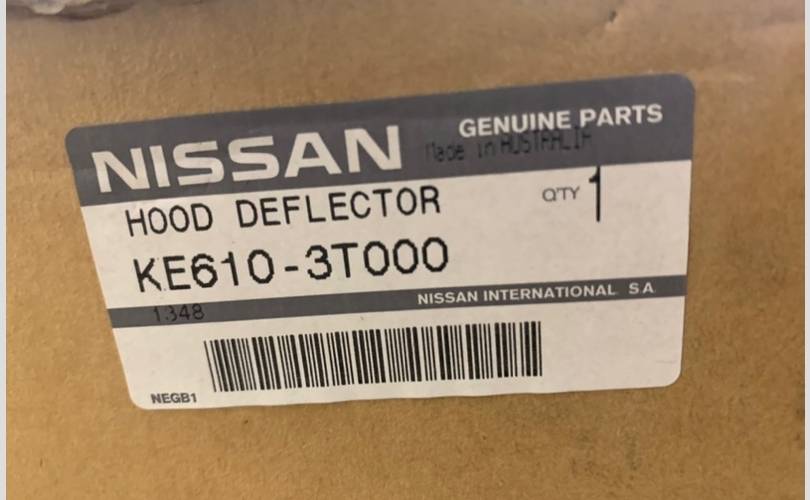 NISSAN
GENUINE PARTS
Made in AUSTRALIA
HOOD DEFLECTOR
Q'TY 1
KE610-3T000
1348
NISSAN INTERNATIONAL S.A.
NEGB1